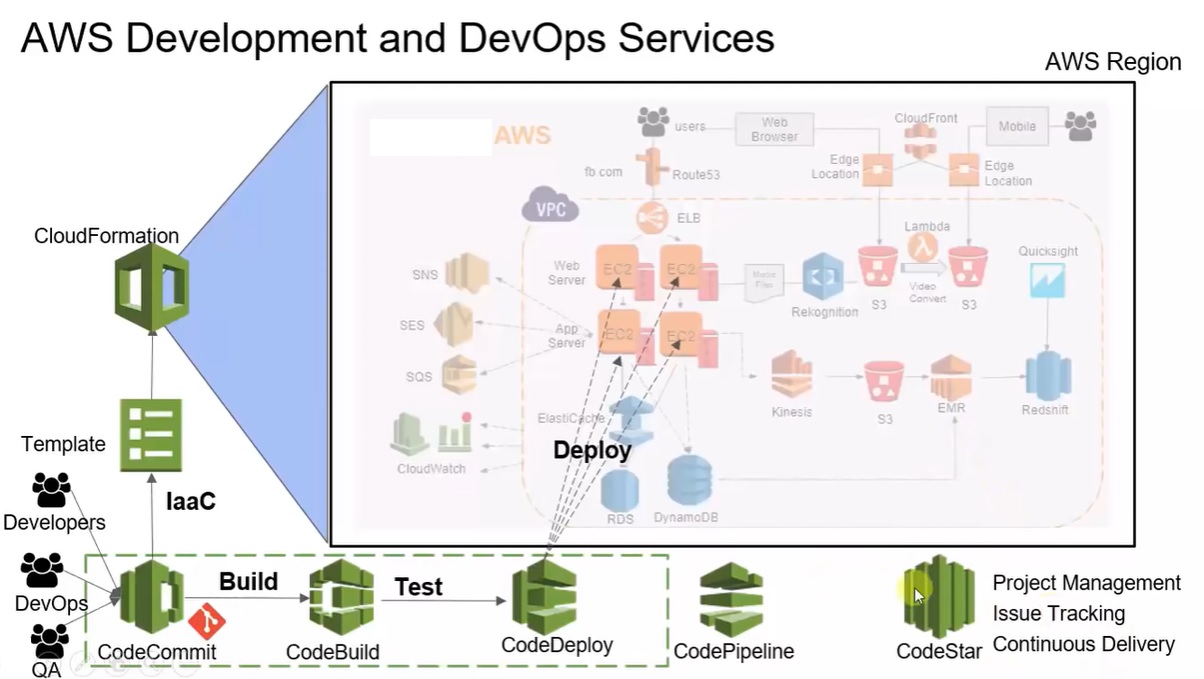 AWS Development and DevOps Services
AWS Region
AWS
users
Web
Browser
CloudFront
Mobile
fb com
Route53
Edge
Location
Edge
Location
VPC
ELB
CloudFormation
Lambda
SNS
Web
Server
EC2
EC2
Rekognition
S3
Video
Convert
S3
Quicksight
SES
App
Server
EC2
EC2
SQS
Kinesis
S3
EMR
Redshift
ElastiCache
Template
Deploy
CloudWatch
IaaC
RDS
DynamoDB
Developers
DevOps
QA
Build
Test
CodeCommit
CodeBuild
CodeDeploy
CodePipeline
CodeStar
Project Management
Issue Tracking
Continuous Delivery